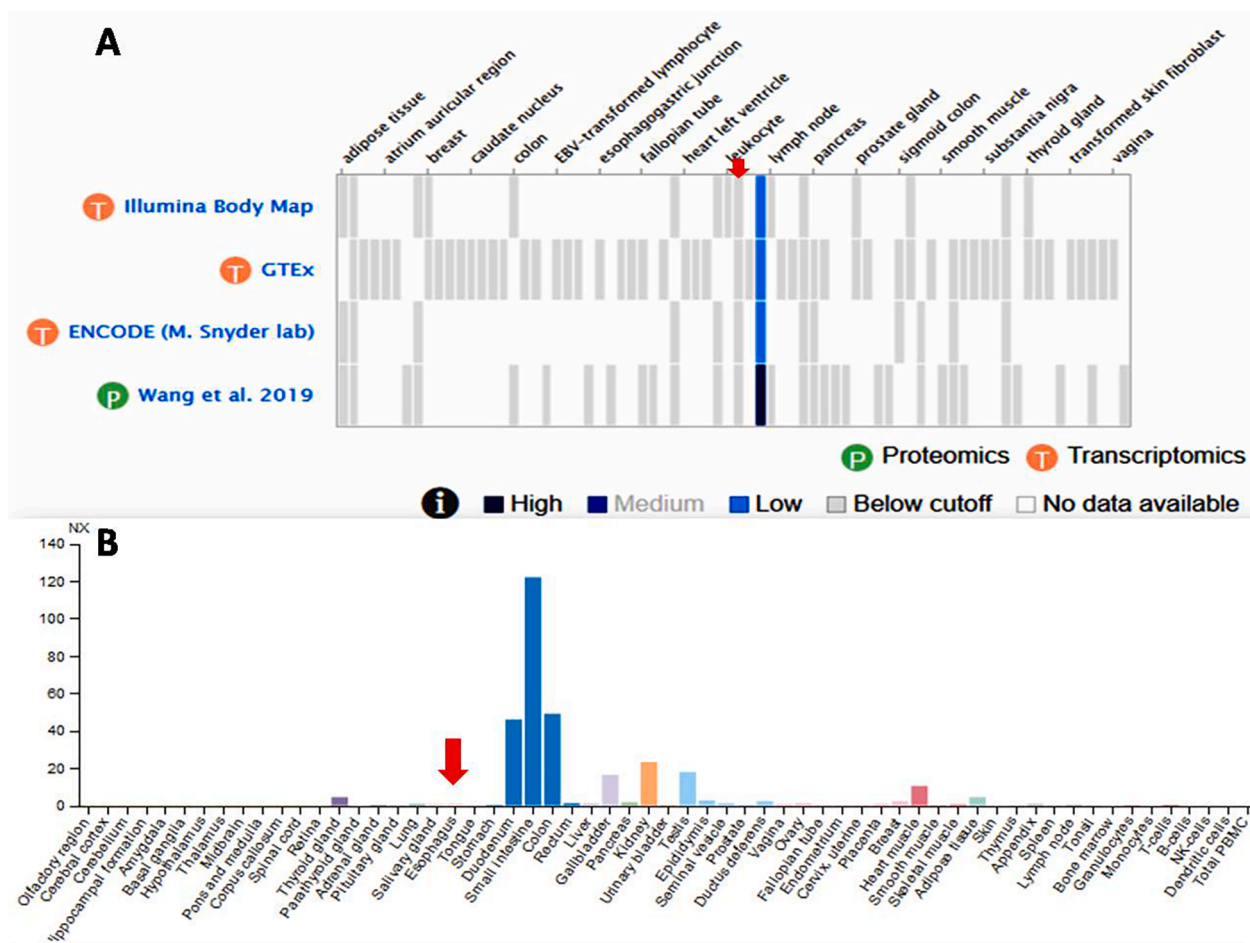 A
adipose tissue
atrium auricular region
breast
caudate nucleus
colon
EBV-transformed lymphocyte
esophagogastric junction
fallopian tube
heart left ventricle
leukocyte
lymph node
pancreas
prostate gland
sigmoid colon
smooth muscle
substantia nigra
thyroid gland
transformed skin fibroblast
vagina
T Illumina Body Map
T GTEx
T ENCODE (M. Snyder lab)
P Wang et al. 2019
P Proteomics T Transcriptomics
i High Medium Low Below cutoff No data available
NX
B
140
120
100
80
60
40
20
0
Olfactory region
Cerebral cortex
Cerebellum
lippocampal formation
Amygdala
Basal ganglia
Hypothalamus
Thalamus
Midbrain
Pons and medulla
Corpus callosum
Spinal cord
Retina
Thyroid gland
Parathyroid gland
Adrenal gland
Pituitary gland
Lung
Salivary gland
Esophagus
Tongue
Stomach
Duodenum
Small intestine
Colon
Rectum
Liver
Gallbladder
Pancreas
Kidney
Urinary bladder
Testis
Epididymis
Seminal vesicle
Prostate
Ductus deferens
Vagina
Ovary
Fallopian tube
Endometrium
Cervix, uterine
Placenta
Breast
Heart muscle
Smooth muscle
Skeletal muscle
Adipose tissue
Skin
Thymus
Appendix
Spleen
Lymph node
Tonsil
Bone marrow
Granulocytes
Monocytes
T-cells
B-cells
NK-cells
Dendritic cells
Total PBMC